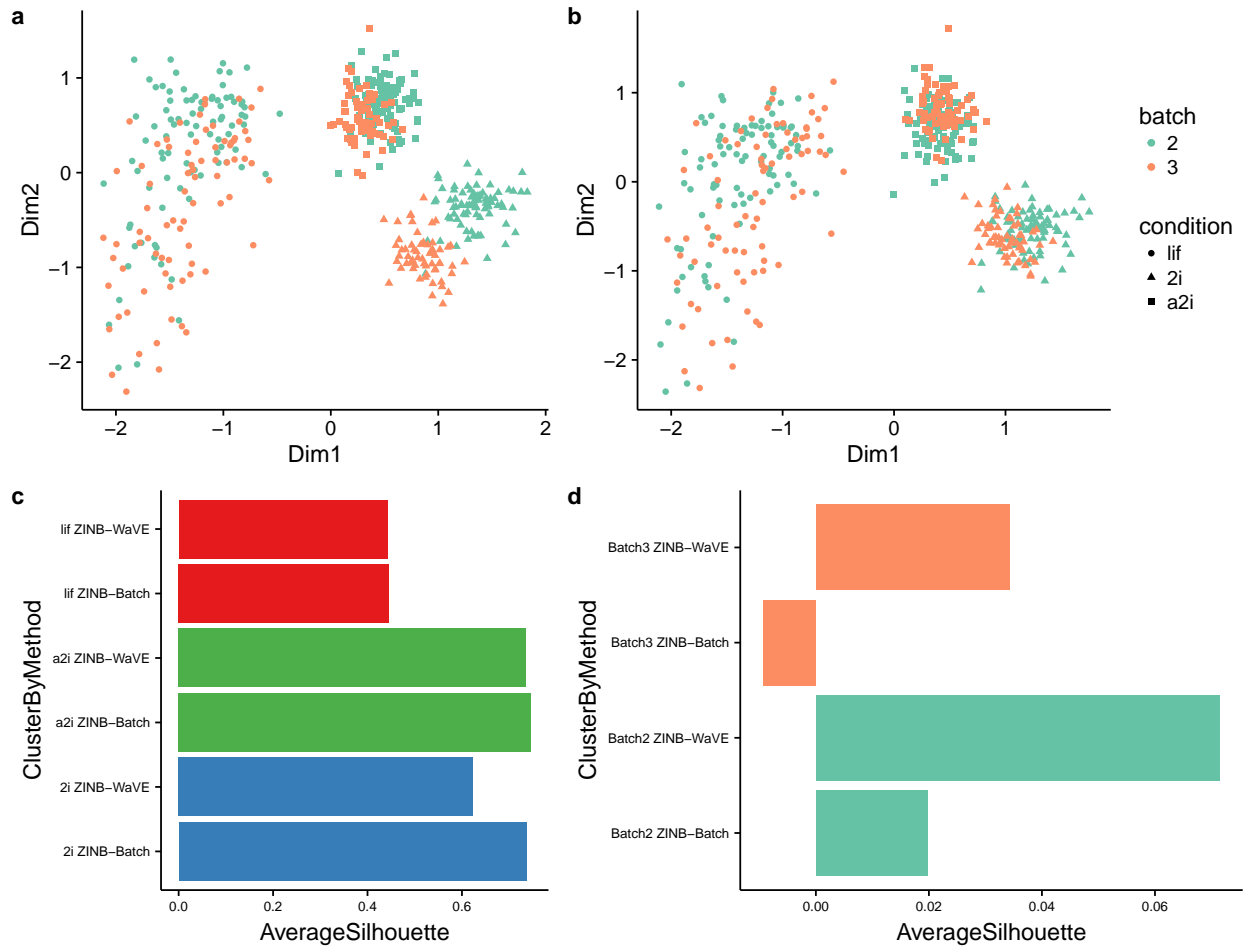 a
1
0
−1
−2
Dim2
−2
−1
0
1
2
Dim1
b
1
0
−1
−2
Dim2
−2
−1
0
1
Dim1
batch
2
3
condition
lif
2i
a2i
c
ClusterByMethod
lif ZINB−WaVE
lif ZINB−Batch
a2i ZINB−WaVE
a2i ZINB−Batch
2i ZINB−WaVE
2i ZINB−Batch
0.0
0.2
0.4
0.6
AverageSilhouette
d
ClusterByMethod
Batch3 ZINB−WaVE
Batch3 ZINB−Batch
Batch2 ZINB−WaVE
Batch2 ZINB−Batch
0.00
0.02
0.04
0.06
AverageSilhouette